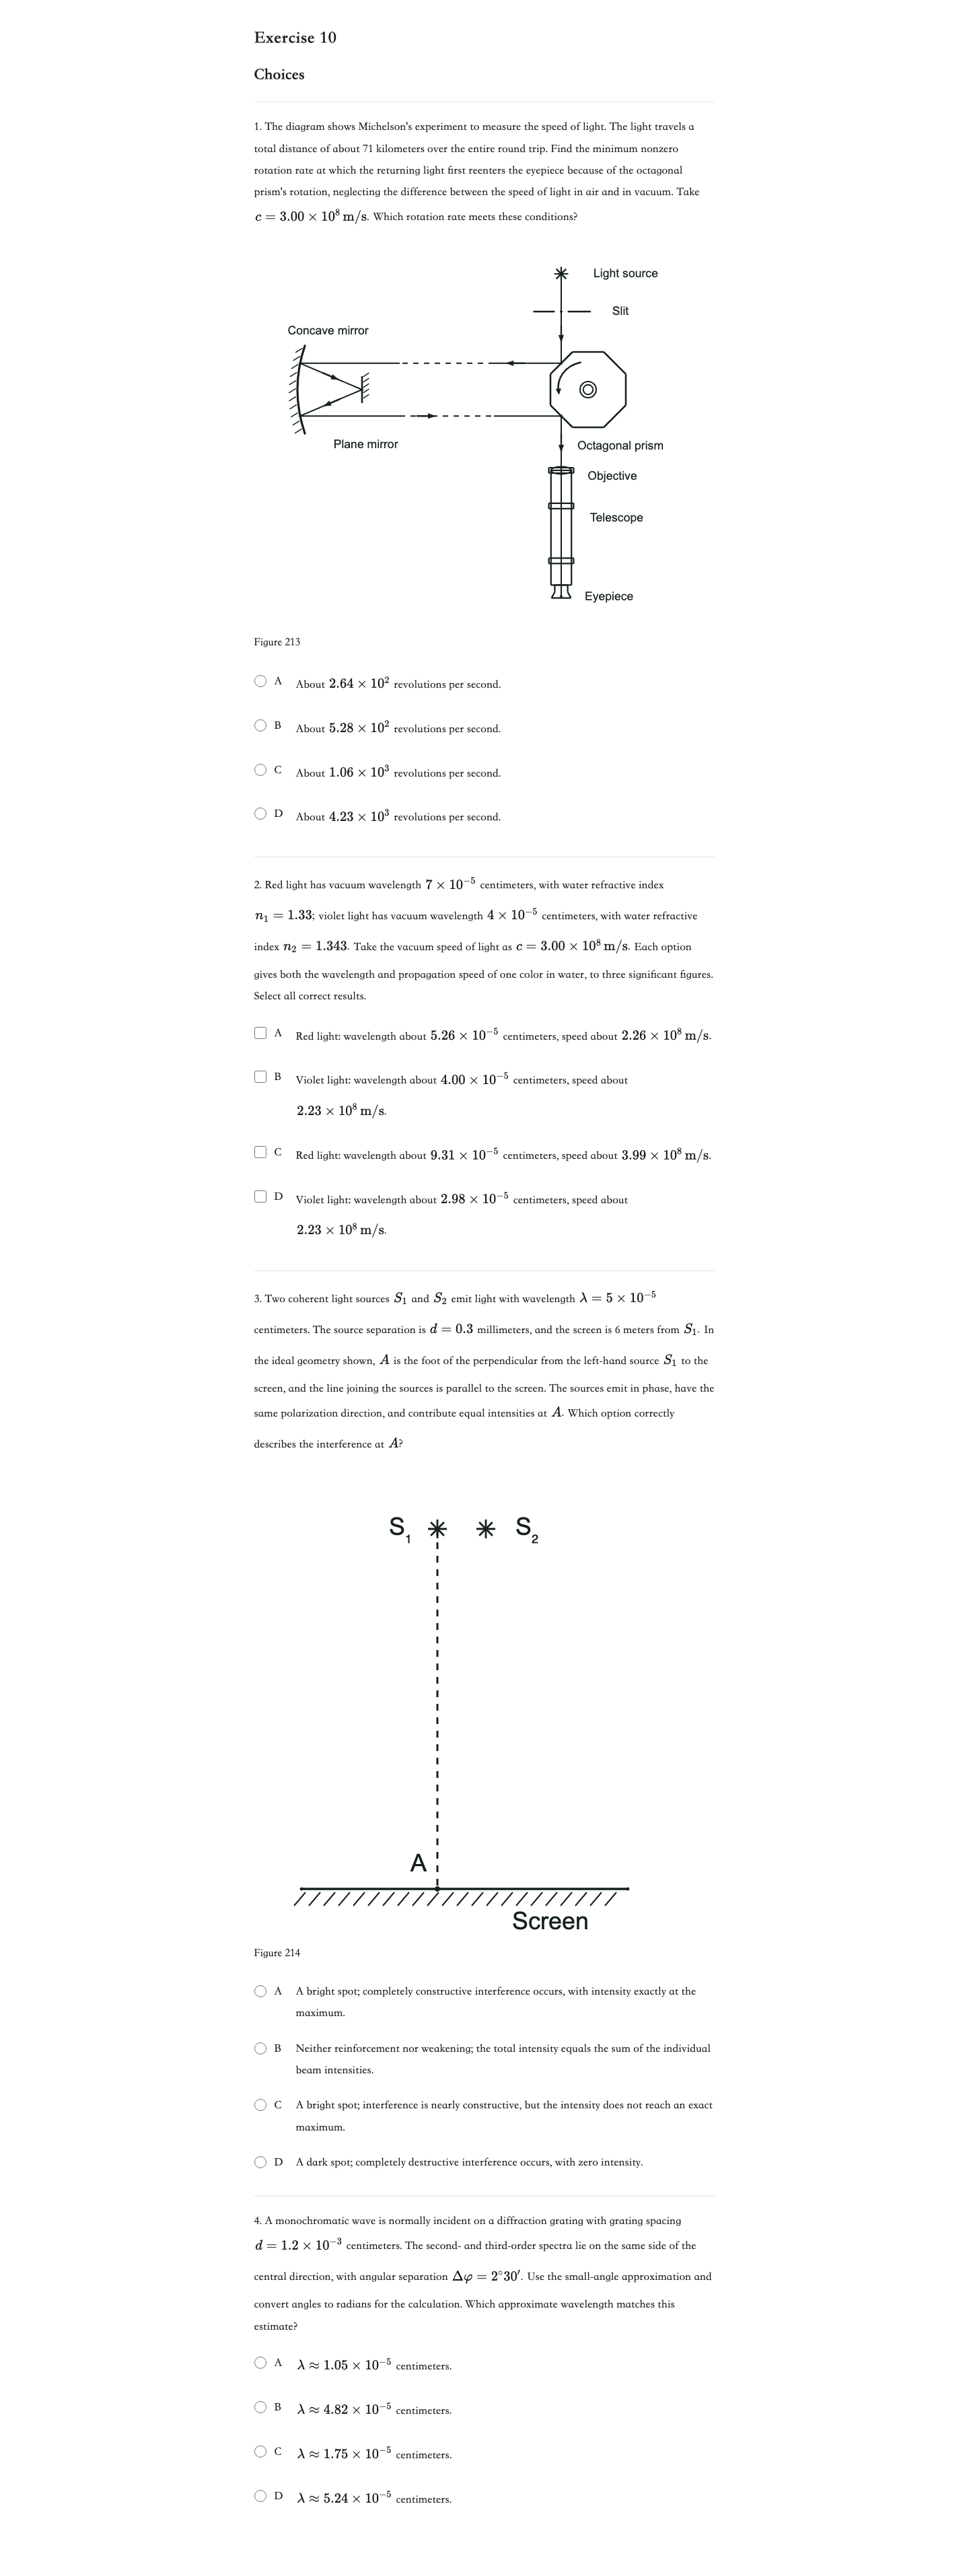 Exercise 10
Choices
1. The diagram shows Michelson's experiment to measure the speed of light. The light travels a
total distance of about 71 kilometers over the entire round trip. Find the minimum nonzero
rotation rate at which the returning light first reenters the eyepiece because of the octagonal
prism's rotation, neglecting the difference between the speed of light in air and in vacuum. Take
c = 3.00 × 10⁸ m/s. Which rotation rate meets these conditions?
Light source
Slit
Concave mirror
Plane mirror
Octagonal prism
Objective
Telescope
Eyepiece
Figure 213
A About 2.64 × 10² revolutions per second.
B About 5.28 × 10² revolutions per second.
C About 1.06 × 10³ revolutions per second.
D About 4.23 × 10³ revolutions per second.
2. Red light has vacuum wavelength 7 × 10⁻⁵ centimeters, with water refractive index
n₁ = 1.33; violet light has vacuum wavelength 4 × 10⁻⁵ centimeters, with water refractive
index n₂ = 1.343. Take the vacuum speed of light as c = 3.00 × 10⁸ m/s. Each option
gives both the wavelength and propagation speed of one color in water, to three significant figures.
Select all correct results.
A Red light: wavelength about 5.26 × 10⁻⁵ centimeters, speed about 2.26 × 10⁸ m/s.
B Violet light: wavelength about 4.00 × 10⁻⁵ centimeters, speed about
2.23 × 10⁸ m/s.
C Red light: wavelength about 9.31 × 10⁻⁵ centimeters, speed about 3.99 × 10⁸ m/s.
D Violet light: wavelength about 2.98 × 10⁻⁵ centimeters, speed about
2.23 × 10⁸ m/s.
3. Two coherent light sources S₁ and S₂ emit light with wavelength λ = 5 × 10⁻⁵
centimeters. The source separation is d = 0.3 millimeters, and the screen is 6 meters from S₁. In
the ideal geometry shown, A is the foot of the perpendicular from the left-hand source S₁ to the
screen, and the line joining the sources is parallel to the screen. The sources emit in phase, have the
same polarization direction, and contribute equal intensities at A. Which option correctly
describes the interference at A?
S₁ S₂
A
Screen
Figure 214
A A bright spot; completely constructive interference occurs, with intensity exactly at the
maximum.
B Neither reinforcement nor weakening; the total intensity equals the sum of the individual
beam intensities.
C A bright spot; interference is nearly constructive, but the intensity does not reach an exact
maximum.
D A dark spot; completely destructive interference occurs, with zero intensity.
4. A monochromatic wave is normally incident on a diffraction grating with grating spacing
d = 1.2 × 10⁻³ centimeters. The second- and third-order spectra lie on the same side of the
central direction, with angular separation Δφ = 2°30′. Use the small-angle approximation and
convert angles to radians for the calculation. Which approximate wavelength matches this
estimate?
A λ ≈ 1.05 × 10⁻⁵ centimeters.
B λ ≈ 4.82 × 10⁻⁵ centimeters.
C λ ≈ 1.75 × 10⁻⁵ centimeters.
D λ ≈ 5.24 × 10⁻⁵ centimeters.